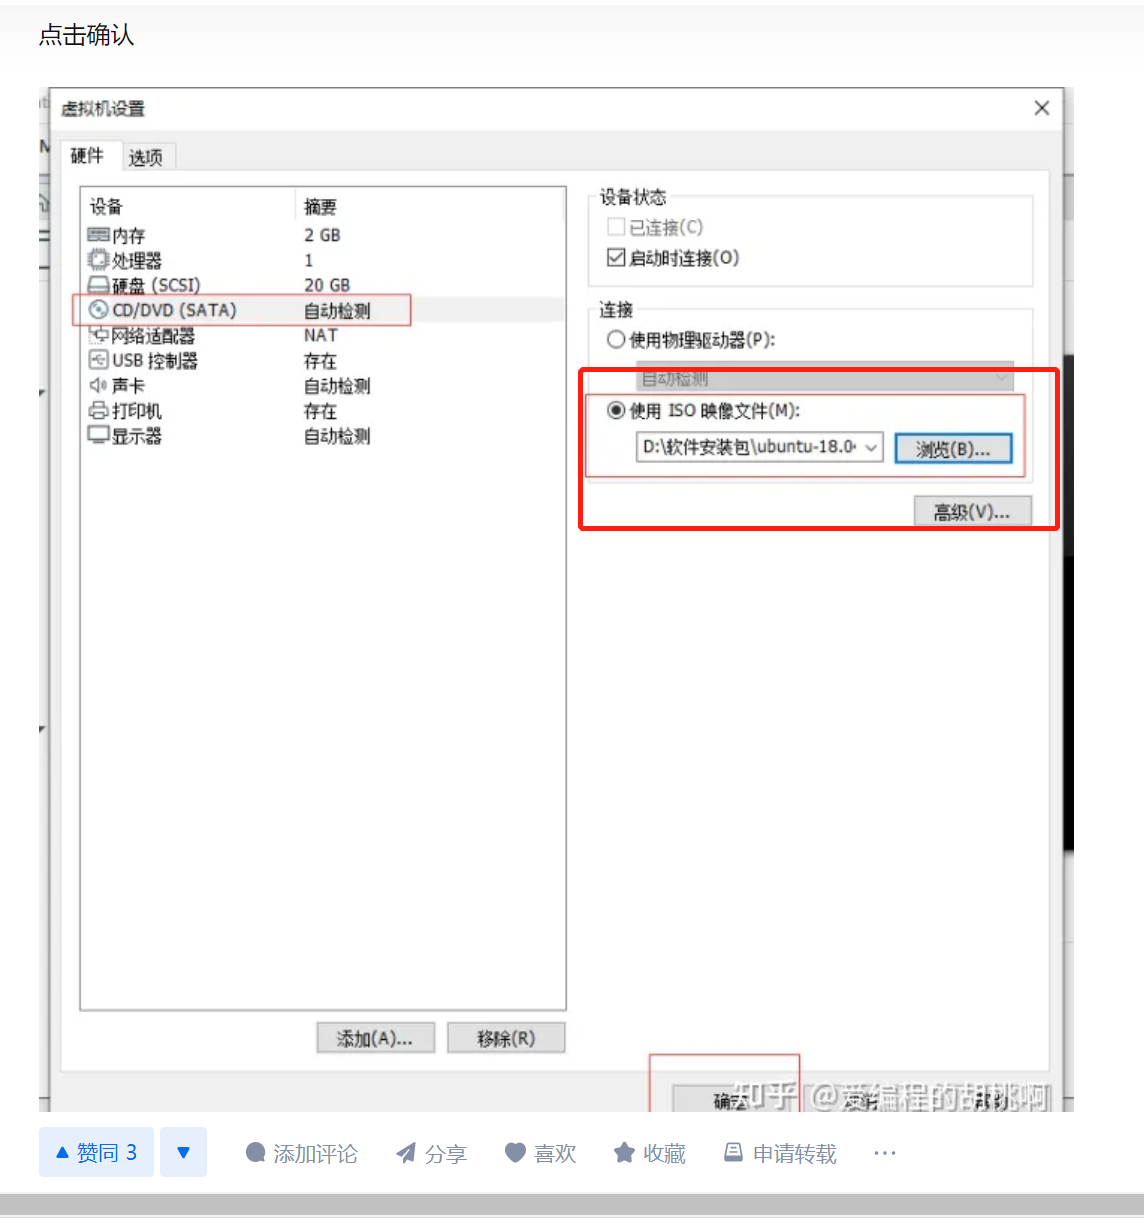 点击确认
虚拟机设置
硬件 选项
设备 摘要
内存 2 GB
处理器 1
硬盘 (SCSI) 20 GB
CD/DVD (SATA) 自动检测
网络适配器 NAT
USB 控制器 存在
声卡 自动检测
打印机 存在
显示器 自动检测
设备状态
已连接(C)
启动时连接(O)
连接
使用物理驱动器(P):
自动检测
使用 ISO 映像文件(M):
D:\软件安装包\ubuntu-18.0
浏览(B)...
高级(V)...
添加(A)... 移除(R)
知乎 @爱编程的胡桃啊
赞同 3 添加评论 分享 喜欢 收藏 申请转载 ···